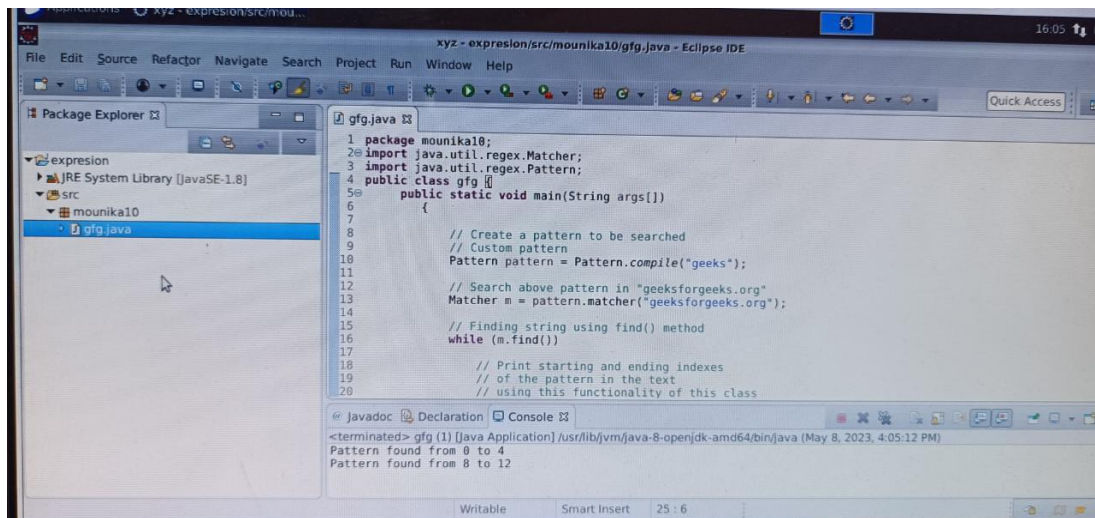 Applications xyz - expresion/src/mou...
16:05
xyz - expresion/src/mounika10/gfg.java - Eclipse IDE
File Edit Source Refactor Navigate Search Project Run Window Help
Quick Access
Package Explorer
expresion
JRE System Library [JavaSE-1.8]
src
mounika10
gfg.java
gfg.java
1 package mounika10;
2 import java.util.regex.Matcher;
3 import java.util.regex.Pattern;
4 public class gfg {
5 public static void main(String args[])
6 {
7
8 // Create a pattern to be searched
9 // Custom pattern
10 Pattern pattern = Pattern.compile("geeks");
11
12 // Search above pattern in "geeksforgeeks.org"
13 Matcher m = pattern.matcher("geeksforgeeks.org");
14
15 // Finding string using find() method
16 while (m.find())
17
18 // Print starting and ending indexes
19 // of the pattern in the text
20 // using this functionality of this class
Javadoc Declaration Console
<terminated> gfg (1) [Java Application] /usr/lib/jvm/java-8-openjdk-amd64/bin/java (May 8, 2023, 4:05:12 PM)
Pattern found from 0 to 4
Pattern found from 8 to 12
Writable Smart Insert 25 : 6